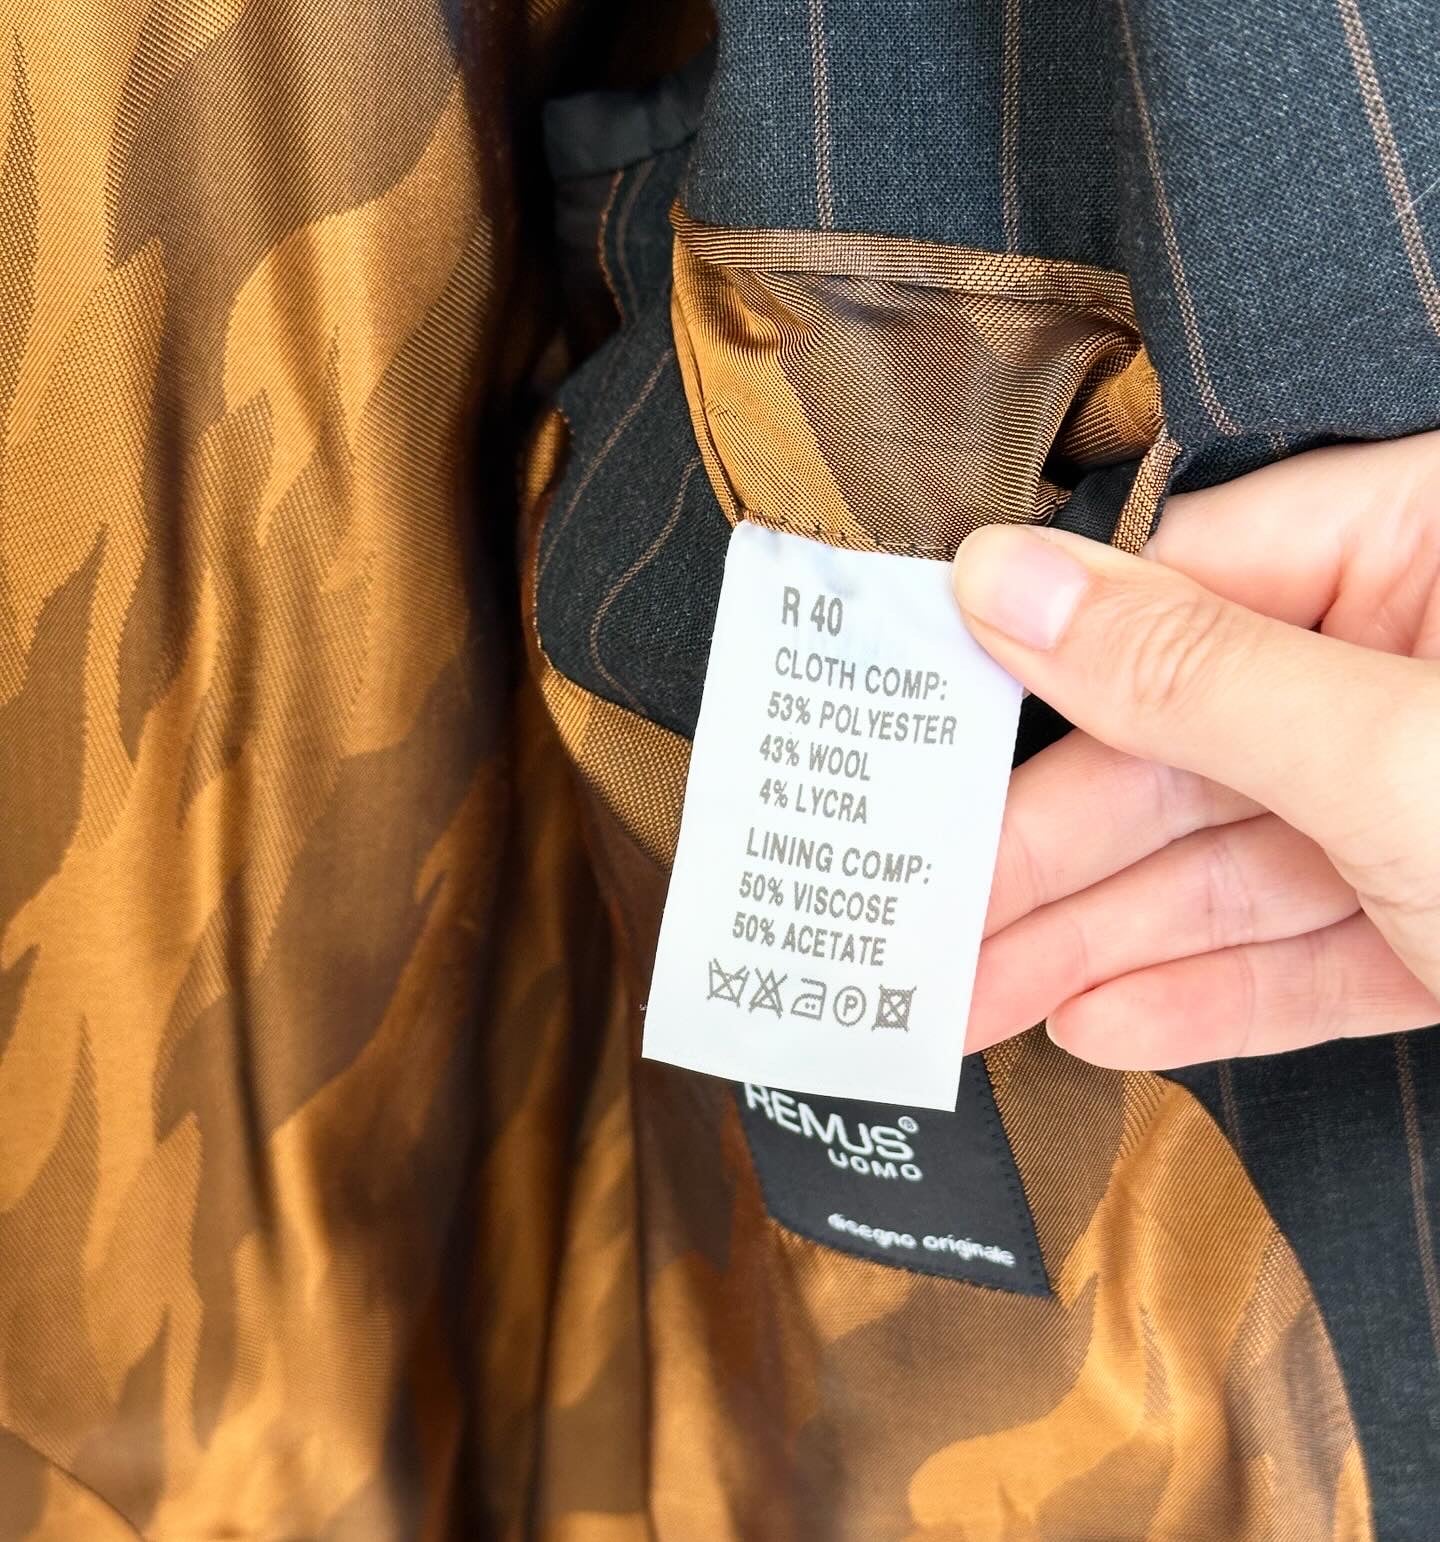 R 40
CLOTH COMP:
53% POLYESTER
43% WOOL
4% LYCRA
LINING COMP:
50% VISCOSE
50% ACETATE
P
REMUS®
UOMO
disegno originale